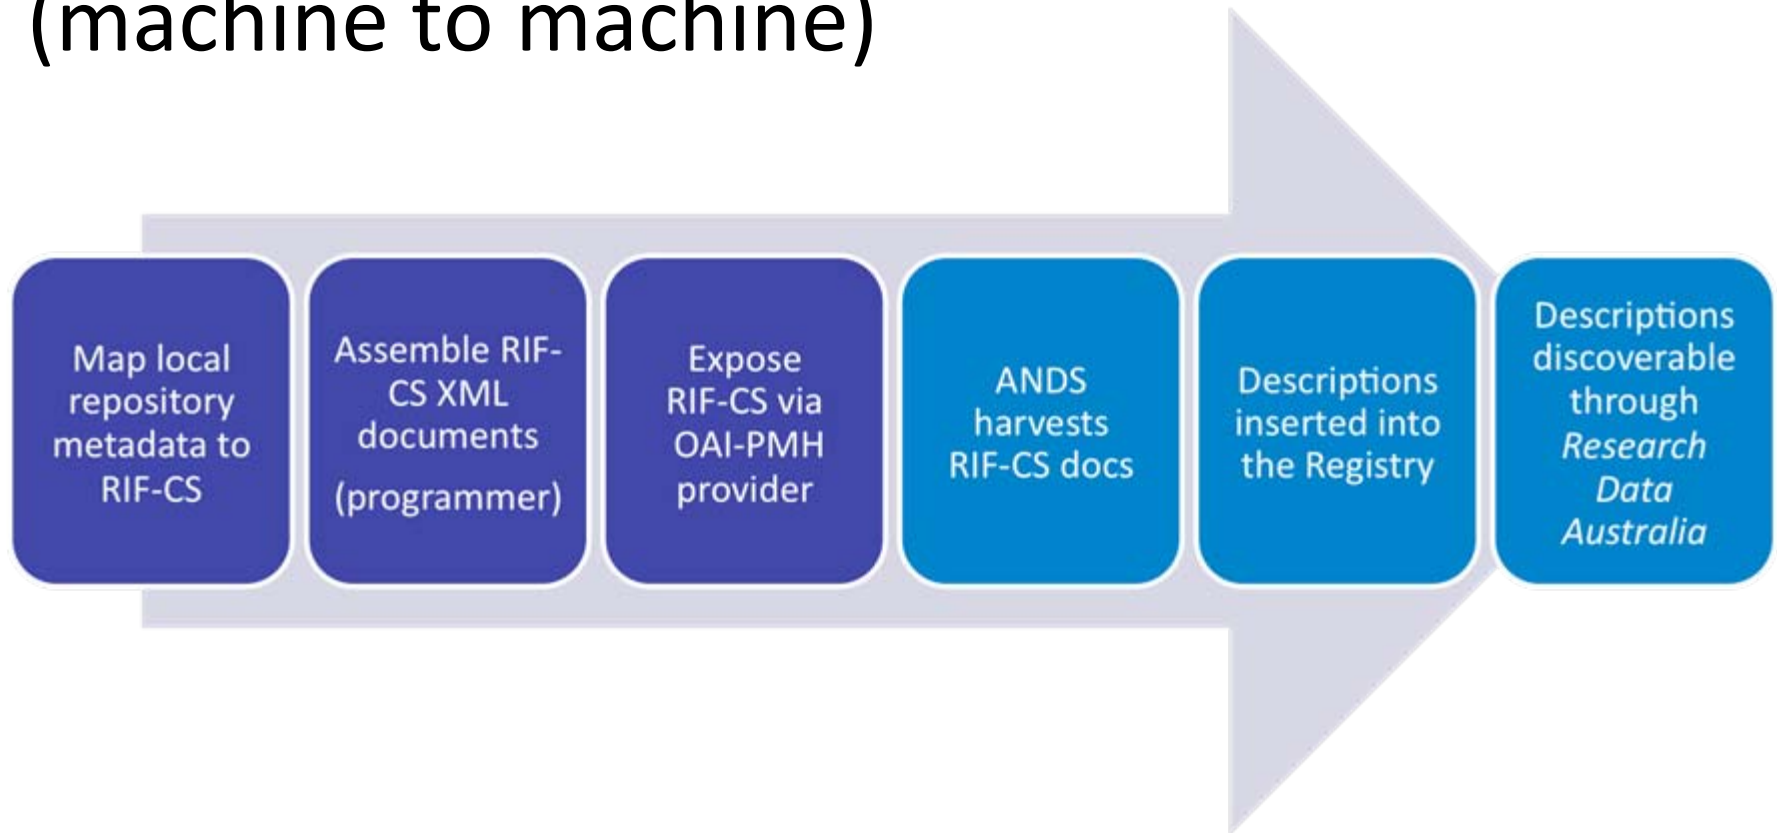 (machine to machine)
Map local
repository
metadata to
RIF-CS
Assemble RIF-
CS XML
documents
(programmer)
Expose
RIF-CS via
OAI-PMH
provider
ANDS
harvests
RIF-CS docs
Descriptions
inserted into
the Registry
Descriptions
discoverable
through
Research
Data
Australia